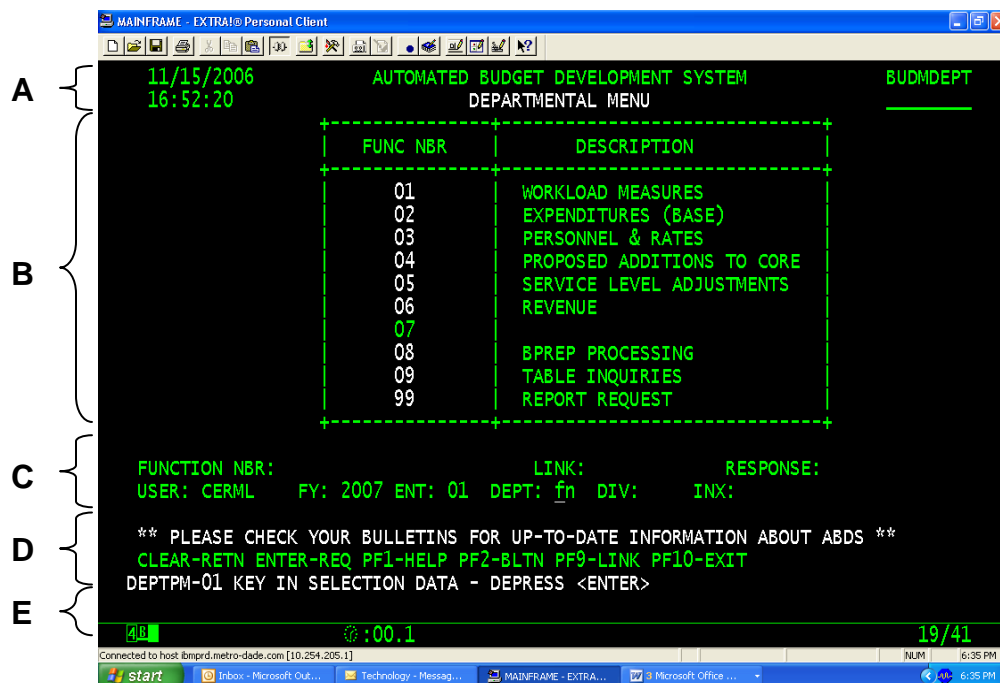 MAINFRAME - EXTRA!® Personal Client
A
11/15/2006 AUTOMATED BUDGET DEVELOPMENT SYSTEM BUDMDEPT
16:52:20 DEPARTMENTAL MENU
B
FUNC NBR DESCRIPTION
01 WORKLOAD MEASURES
02 EXPENDITURES (BASE)
03 PERSONNEL & RATES
04 PROPOSED ADDITIONS TO CORE
05 SERVICE LEVEL ADJUSTMENTS
06 REVENUE
07
08 BPREP PROCESSING
09 TABLE INQUIRIES
99 REPORT REQUEST
C
FUNCTION NBR: LINK: RESPONSE:
USER: CERML FY: 2007 ENT: 01 DEPT: fn DIV: INX:
D
** PLEASE CHECK YOUR BULLETINS FOR UP-TO-DATE INFORMATION ABOUT ABDS **
CLEAR-RETN ENTER-REQ PF1-HELP PF2-BLTN PF9-LINK PF10-EXIT
DEPTPM-01 KEY IN SELECTION DATA - DEPRESS <ENTER>
E
4B :00.1 19/41
Connected to host ibmprd.metro-dade.com [10.254.205.1] NUM 6:35 PM
start Inbox - Microsoft Out... Technology - Messag... MAINFRAME - EXTRA... 3 Microsoft Office ... 6:35 PM